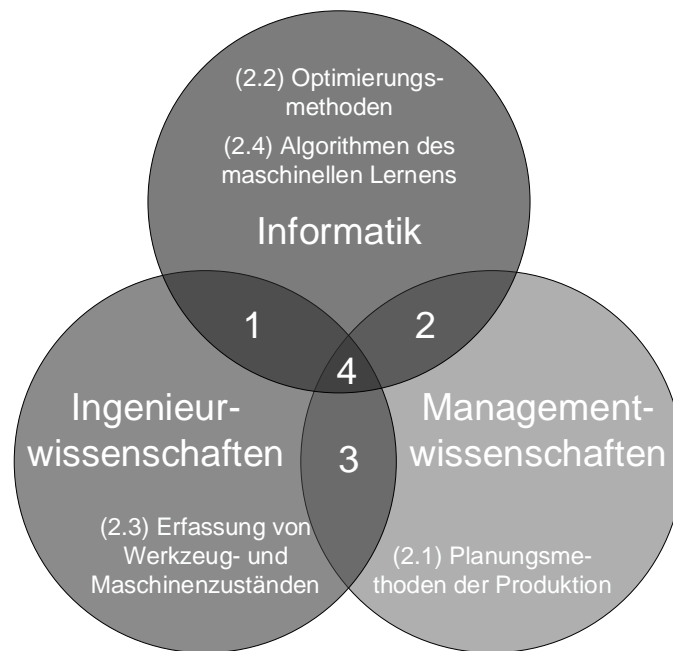 (2.2) Optimierungs-
methoden
(2.4) Algorithmen des
maschinellen Lernens
Informatik
1
2
4
Ingenieur-
wissenschaften
3
Management-
wissenschaften
(2.3) Erfassung von
Werkzeug- und
Maschinenzuständen
(2.1) Planungsme-
thoden der Produktion